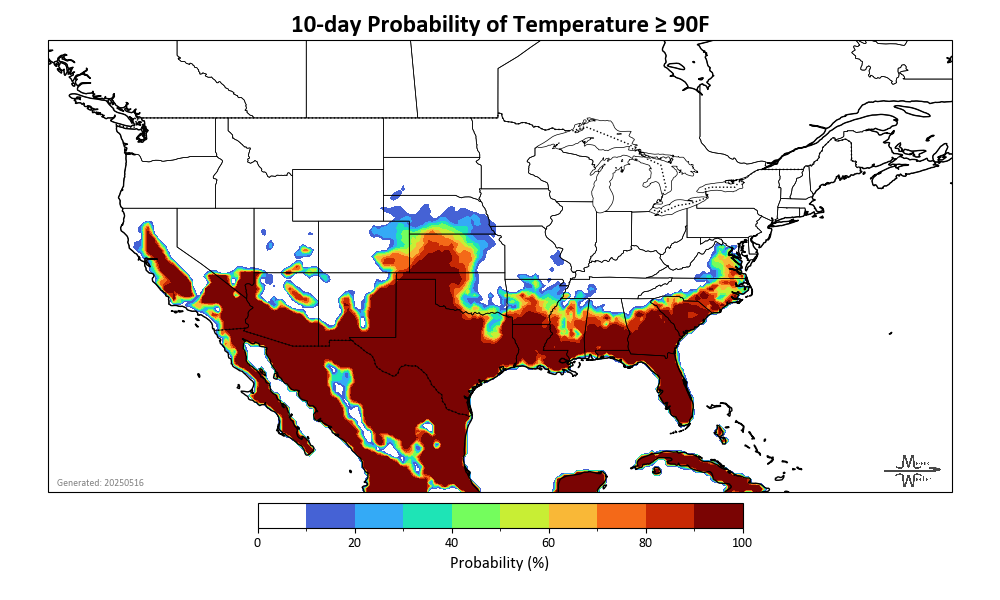 10-day Probability of Temperature ≥ 90F
Generated: 20250516
0 20 40 60 80 100
Probability (%)